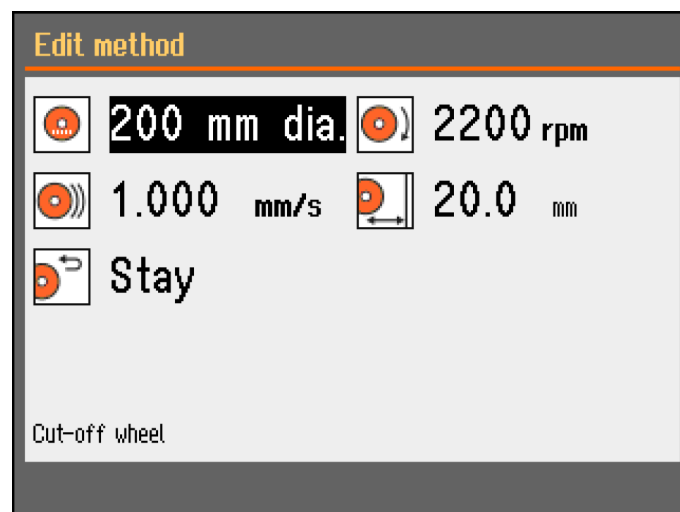 Edit method
200 mm dia. 2200 rpm
1.000 mm/s 20.0 mm
Stay
Cut-off wheel